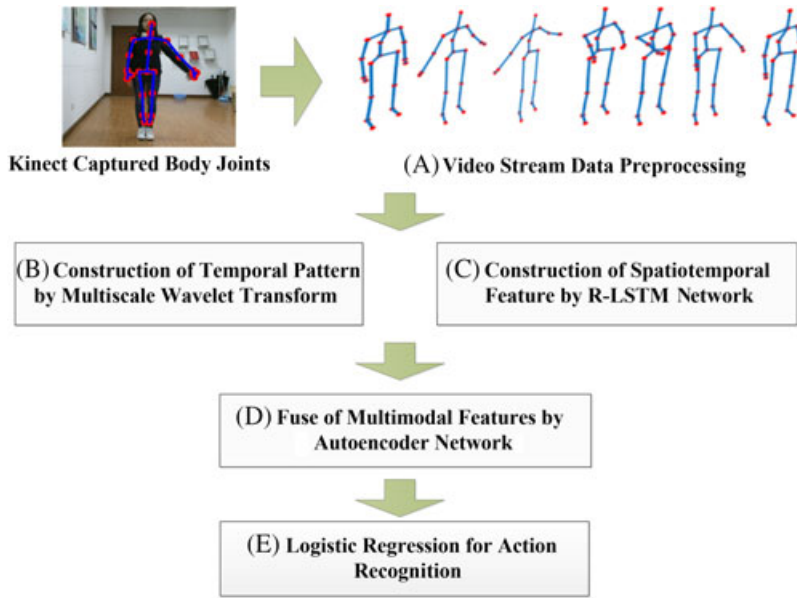 Kinect Captured Body Joints
(A) Video Stream Data Preprocessing
(B) Construction of Temporal Pattern
by Multiscale Wavelet Transform
(C) Construction of Spatiotemporal
Feature by R-LSTM Network
(D) Fuse of Multimodal Features by
Autoencoder Network
(E) Logistic Regression for Action
Recognition